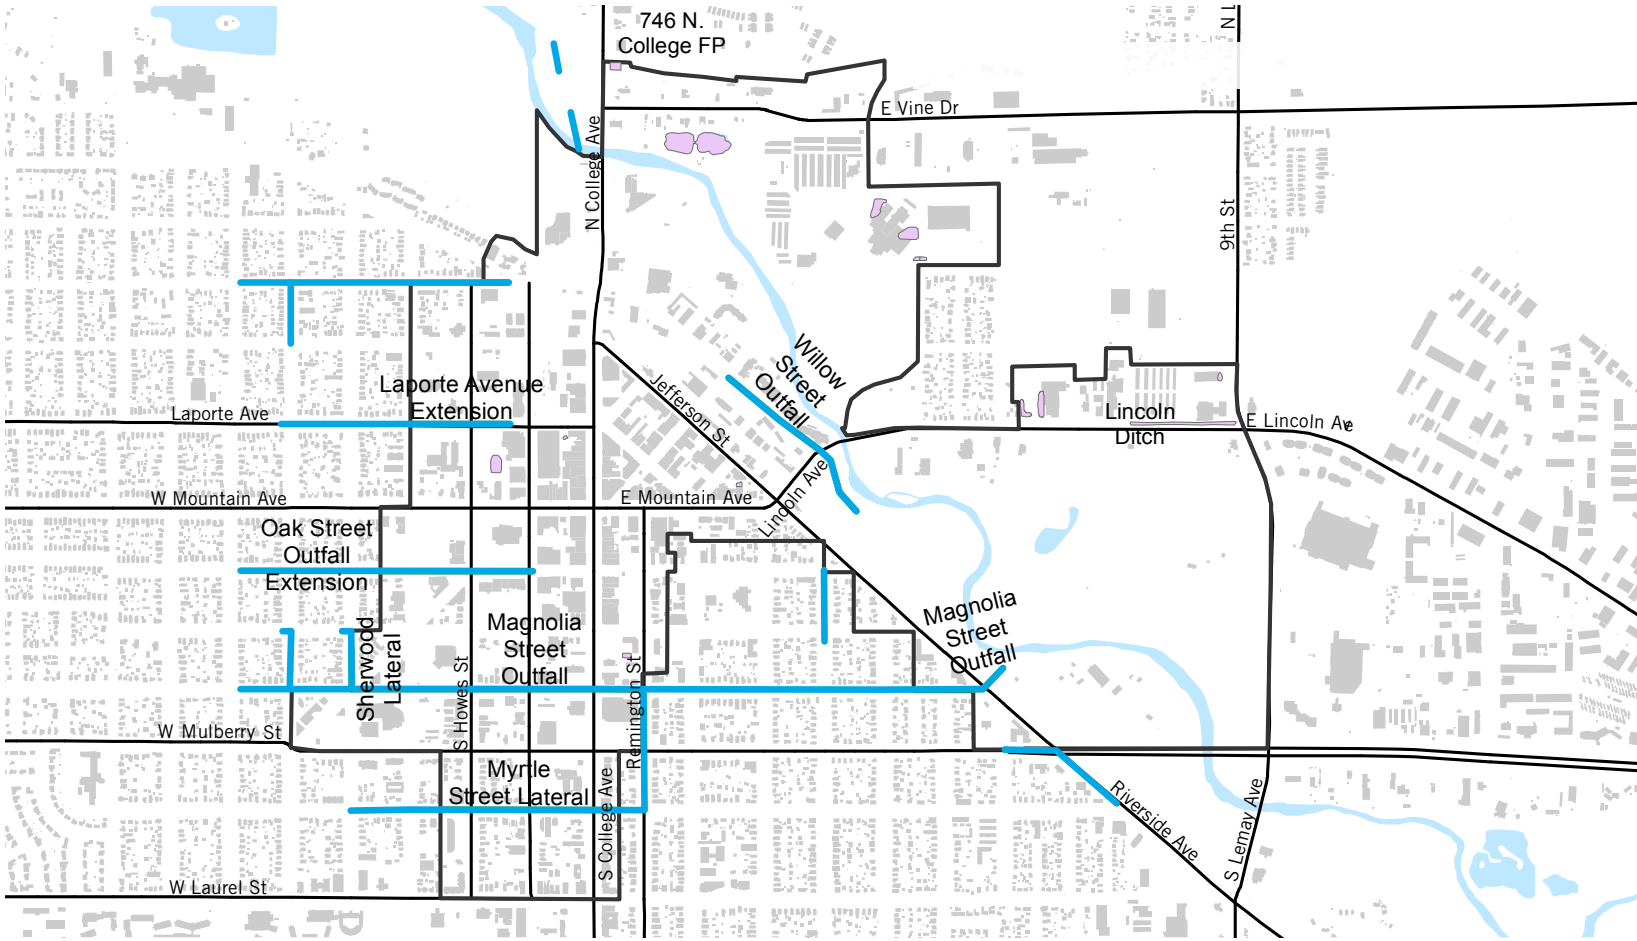 746 N.
College FP
N L
E Vine Dr
N College Ave
9th St
Willow
Street
Outfall
Laporte Avenue
Extension
Laporte Ave
Jefferson St
Lincoln
Ditch
E Lincoln Ave
W Mountain Ave
E Mountain Ave
Lincoln Ave
Oak Street
Outfall
Extension
Sherwood
Lateral
Magnolia
Street
Outfall
Magnolia
Street
Outfall
S Howes St
Remington St
W Mulberry St
Myrtle
Street Lateral
S College Ave
Riverside Ave
S Lemay Ave
W Laurel St